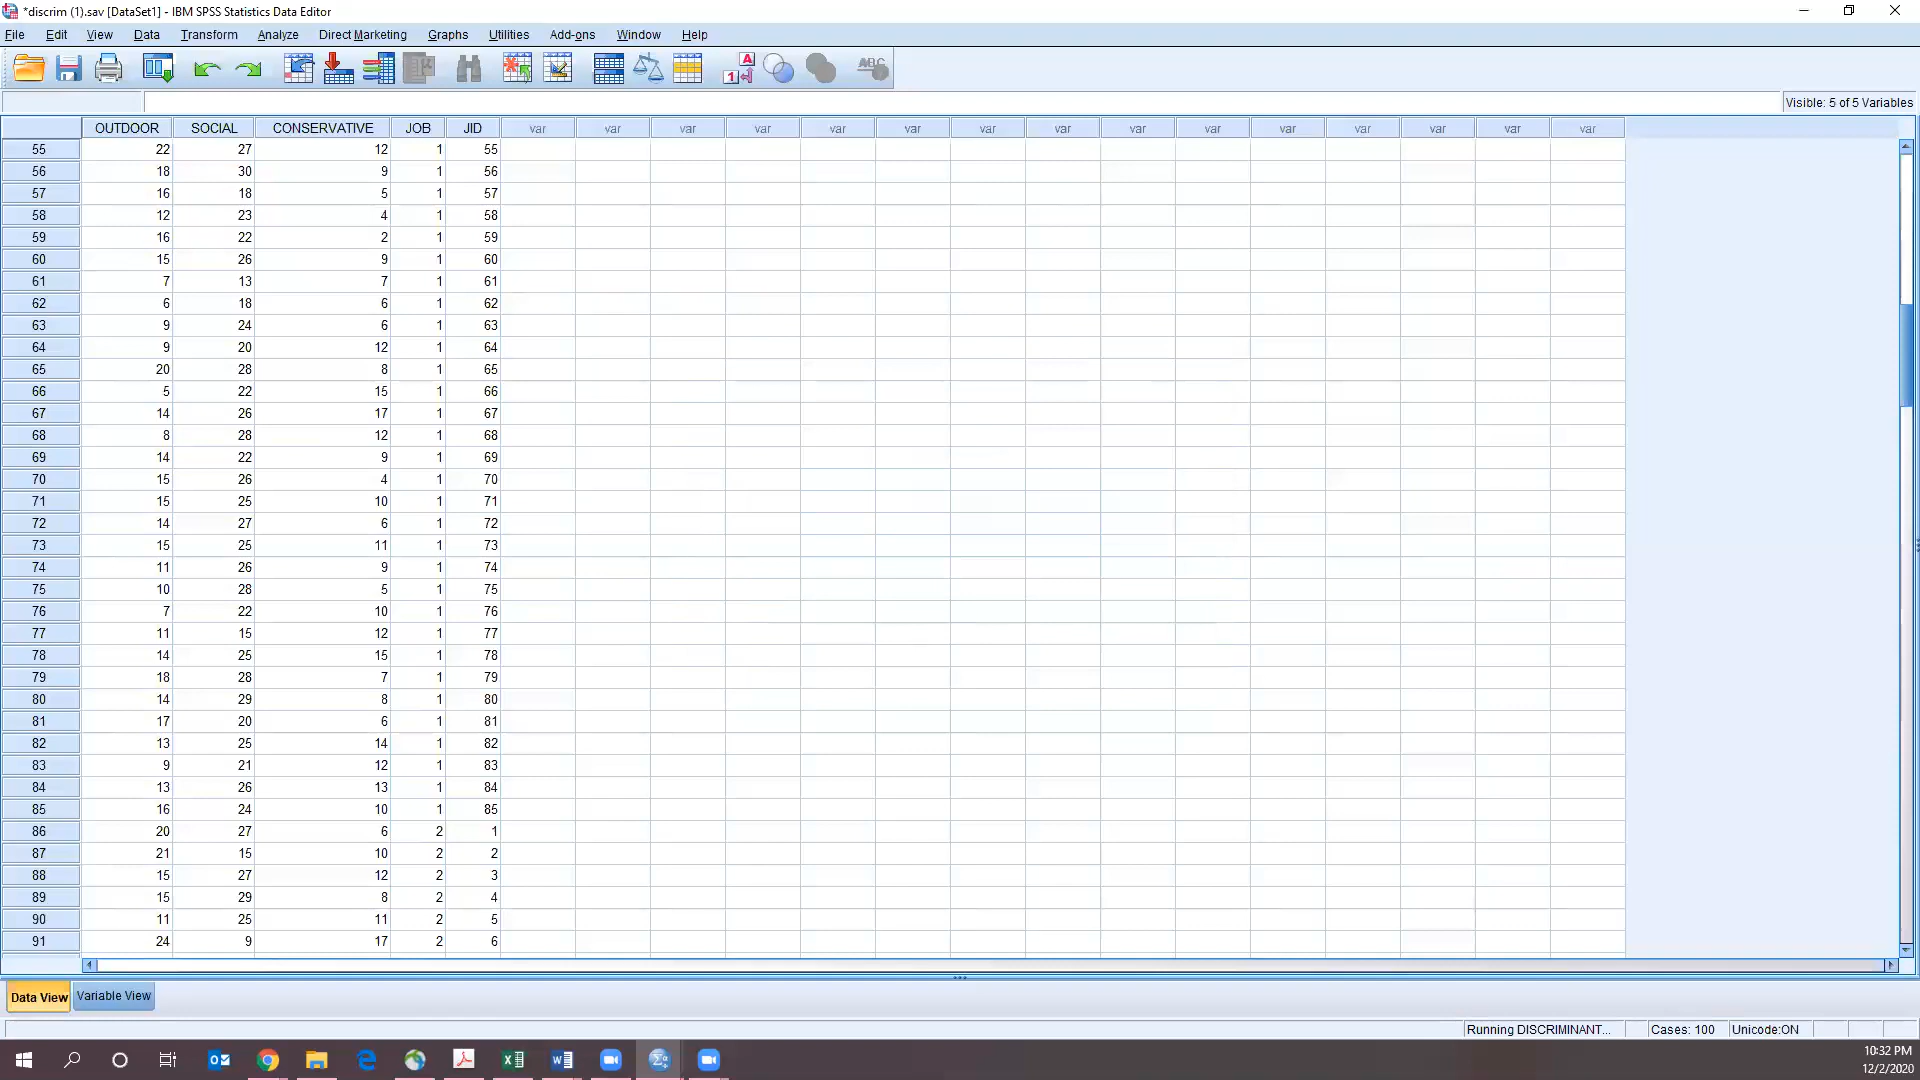 *discrim (1).sav [DataSet1] - IBM SPSS Statistics Data Editor
File Edit View Data Transform Analyze Direct Marketing Graphs Utilities Add-ons Window Help
Visible: 5 of 5 Variables
OUTDOOR SOCIAL CONSERVATIVE JOB JID var var var var var var var var var var var var var var var
55 22 27 12 1 55
56 18 30 9 1 56
57 16 18 5 1 57
58 12 23 4 1 58
59 16 22 2 1 59
60 15 26 9 1 60
61 7 13 7 1 61
62 6 18 6 1 62
63 9 24 6 1 63
64 9 20 12 1 64
65 20 28 8 1 65
66 5 22 15 1 66
67 14 26 17 1 67
68 8 28 12 1 68
69 14 22 9 1 69
70 15 26 4 1 70
71 15 25 10 1 71
72 14 27 6 1 72
73 15 25 11 1 73
74 11 26 9 1 74
75 10 28 5 1 75
76 7 22 10 1 76
77 11 15 12 1 77
78 14 25 15 1 78
79 18 28 7 1 79
80 14 29 8 1 80
81 17 20 6 1 81
82 13 25 14 1 82
83 9 21 12 1 83
84 13 26 13 1 84
85 16 24 10 1 85
86 20 27 6 2 1
87 21 15 10 2 2
88 15 27 12 2 3
89 15 29 8 2 4
90 11 25 11 2 5
91 24 9 17 2 6
Data View Variable View
Running DISCRIMINANT... Cases: 100 Unicode:ON
10:32 PM
12/2/2020